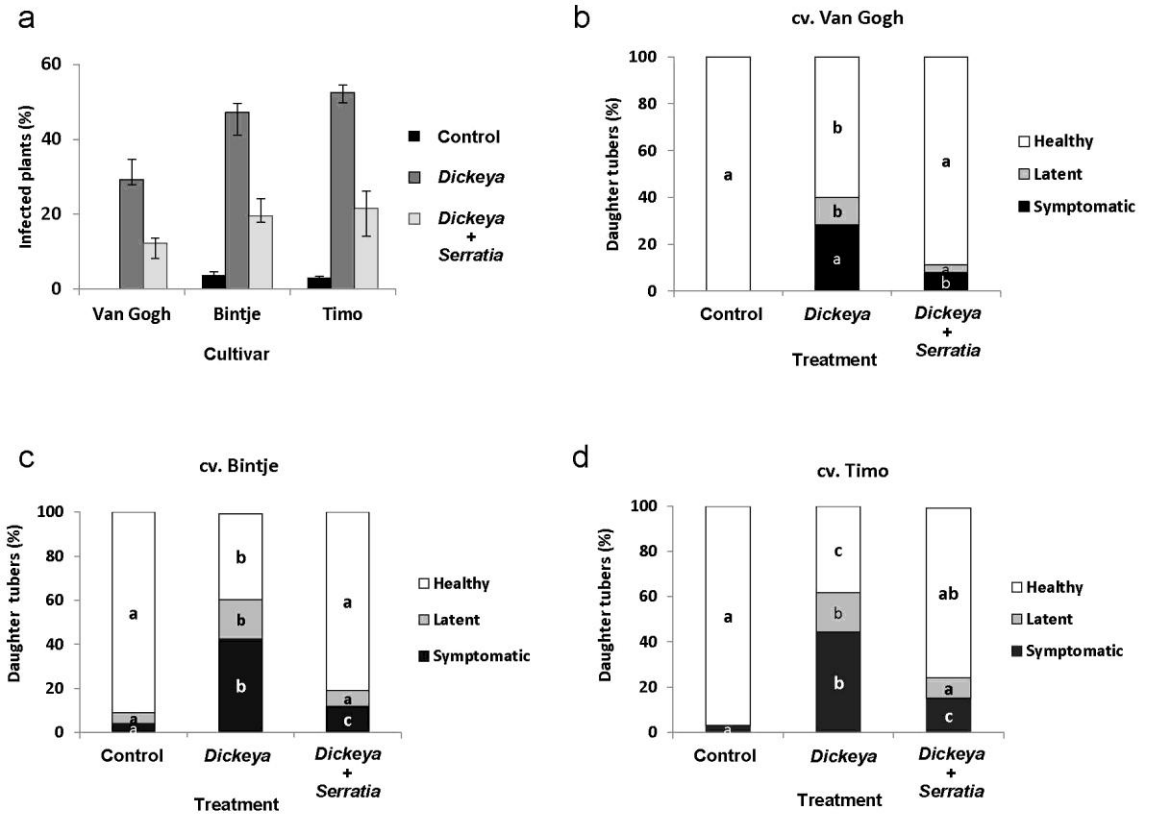 a
60
40
20
0
Infected plants (%)
Control
Dickeya
Dickeya
+
Serratia
Van Gogh Bintje Timo
Cultivar
b
cv. Van Gogh
100
80
60
40
20
0
Daughter tubers (%)
a
b
b
a
a
a
b
Healthy
Latent
Symptomatic
Control Dickeya Dickeya
+
Serratia
Treatment
c
cv. Bintje
100
80
60
40
20
0
Daughter tubers (%)
a
a
a
b
b
b
a
a
c
Healthy
Latent
Symptomatic
Control Dickeya Dickeya
+
Serratia
Treatment
d
cv. Timo
100
80
60
40
20
0
Daughter tubers (%)
a
a
c
b
b
ab
a
c
Healthy
Latent
Symptomatic
Control Dickeya Dickeya
+
Serratia
Treatment